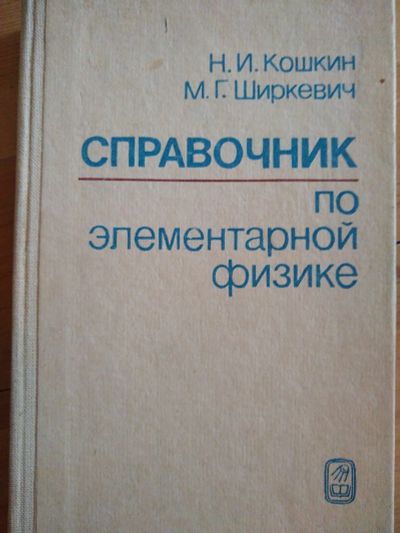 Н. И. Кошкин
М. Г. Ширкевич
СПРАВОЧНИК
по
элементарной
физике